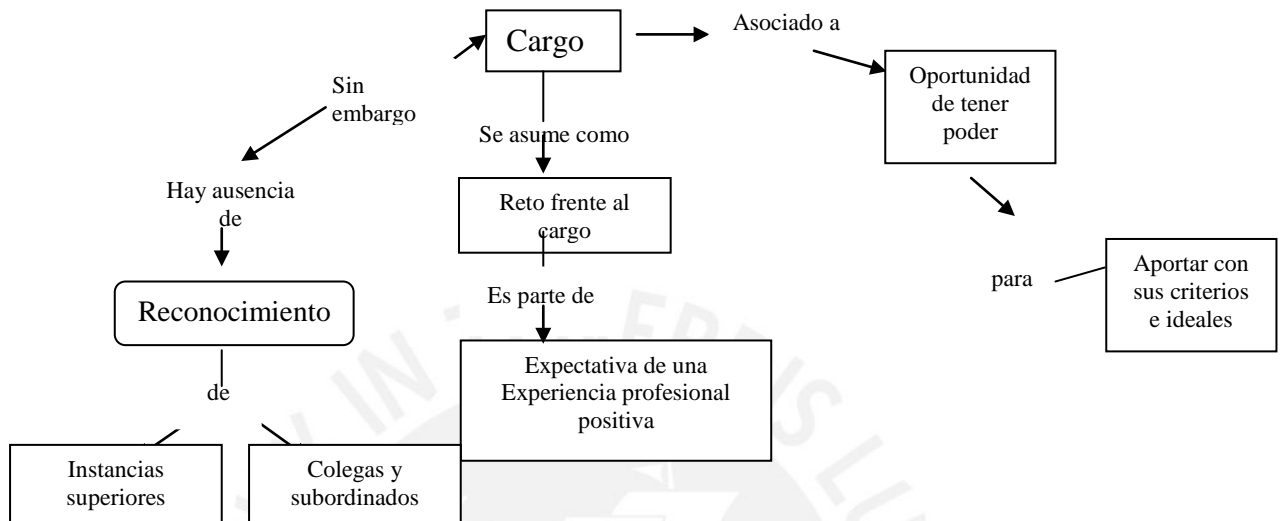 Cargo
Asociado a
Oportunidad
de tener
poder
Sin
embargo
Se asume como
Hay ausencia
de
Reto frente al
cargo
para
Aportar con
sus criterios
e ideales
Reconocimiento
Es parte de
Expectativa de una
Experiencia profesional
positiva
de
Instancias
superiores
Colegas y
subordinados